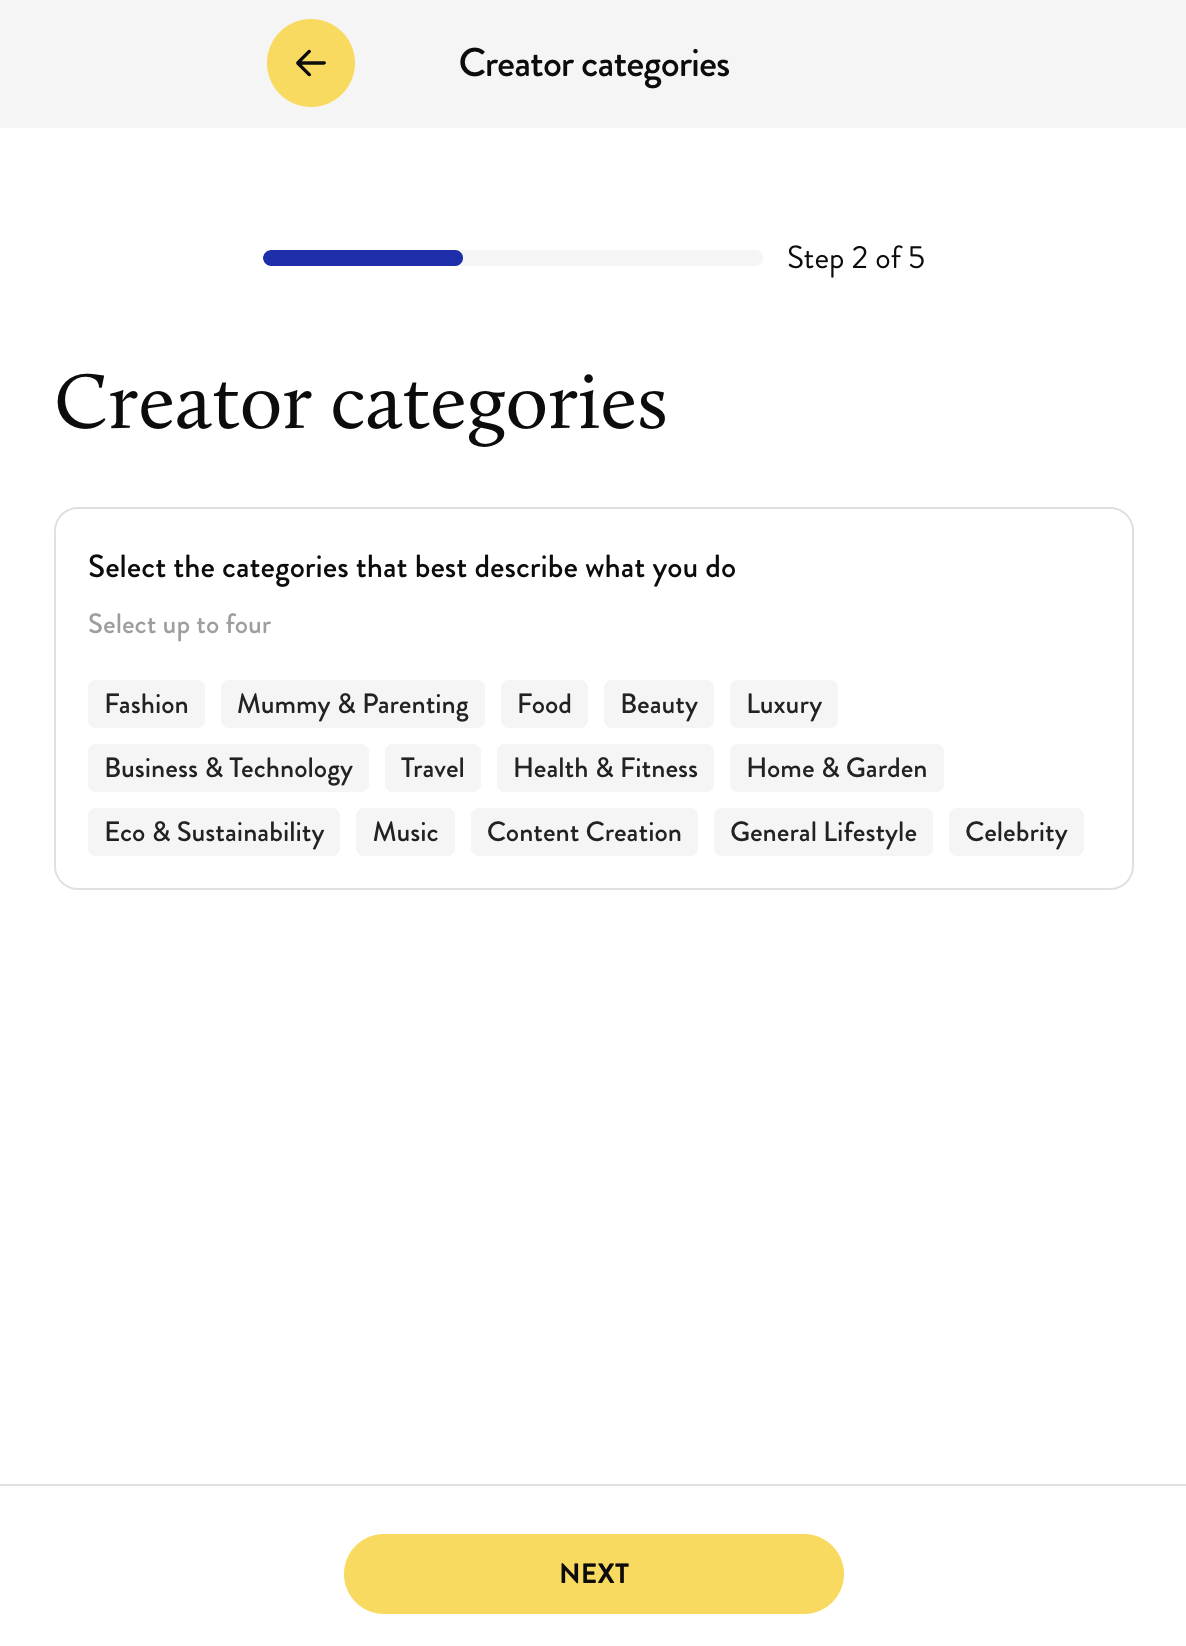 Creator categories
Step 2 of 5
Creator categories
Select the categories that best describe what you do
Select up to four
Fashion Mummy & Parenting Food Beauty Luxury
Business & Technology Travel Health & Fitness Home & Garden
Eco & Sustainability Music Content Creation General Lifestyle Celebrity
NEXT